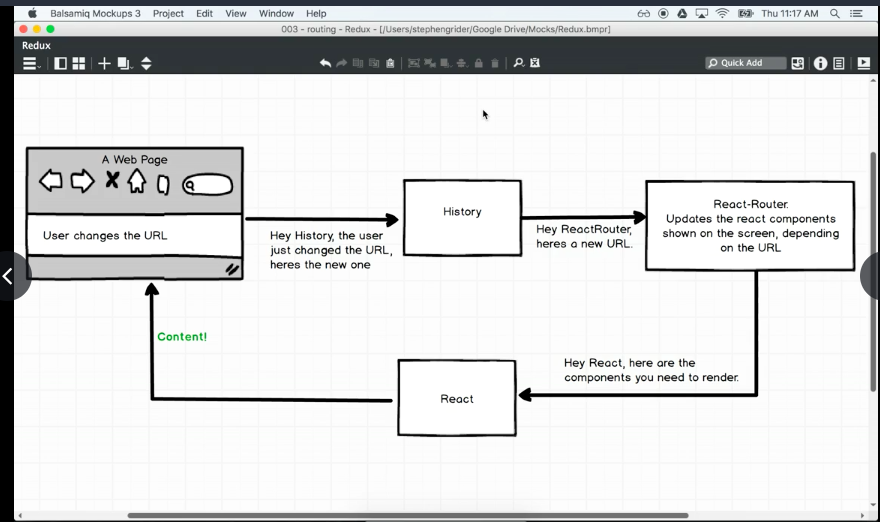 Balsamiq Mockups 3 Project Edit View Window Help Thu 11:17 AM
003 - routing - Redux - [/Users/stephengrider/Google Drive/Mocks/Redux.bmpr]
Redux
Quick Add
A Web Page
User changes the URL
Hey History, the user
just changed the URL,
heres the new one
History
Hey ReactRouter,
heres a new URL.
React-Router.
Updates the react components
shown on the screen, depending
on the URL
Hey React, here are the
components you need to render.
React
Content!